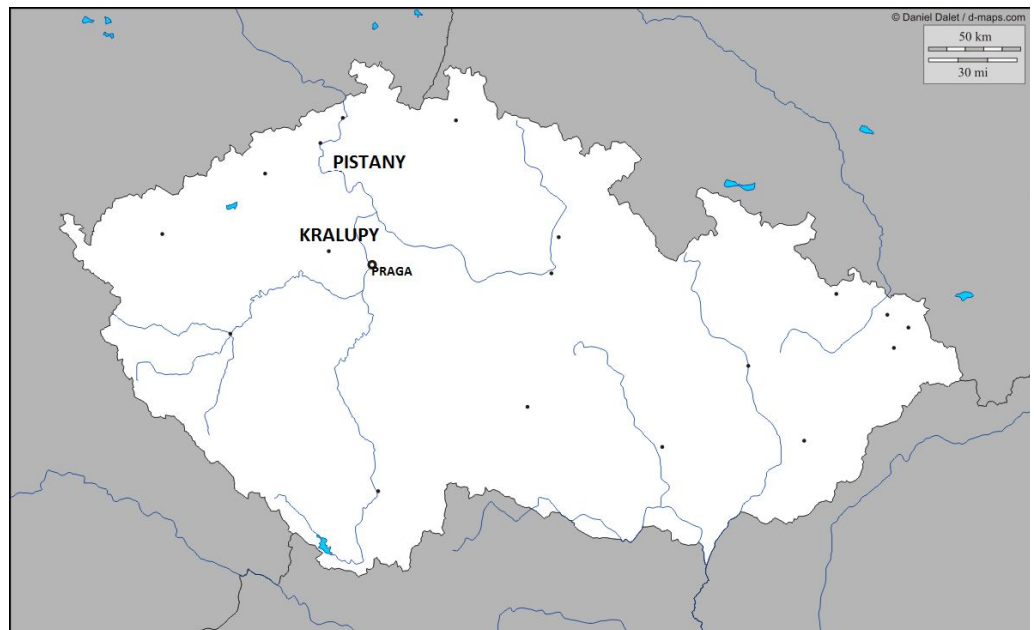 © Daniel Dalet / d-maps.com
50 km
30 mi
PISTANY
KRALUPY
PRAGA